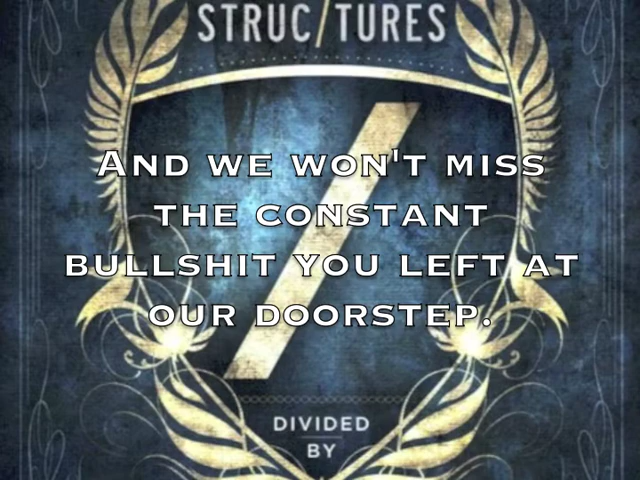 STRUC/TURES
AND WE WON'T MISS
THE CONSTANT
BULLSHIT YOU LEFT AT
OUR DOORSTEP.
DIVIDED
BY